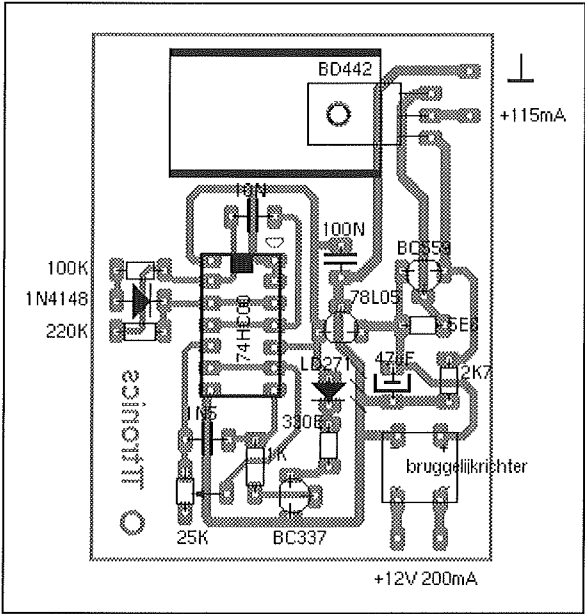 BD442
+115mA
10N
100N
BC559
100K
1N4148
220K
74HC00
78L05
5E6
LD271
47uF
2K7
1N5
330E
1K
bruggelijkrichter
25K
BC337
+12V 200mA